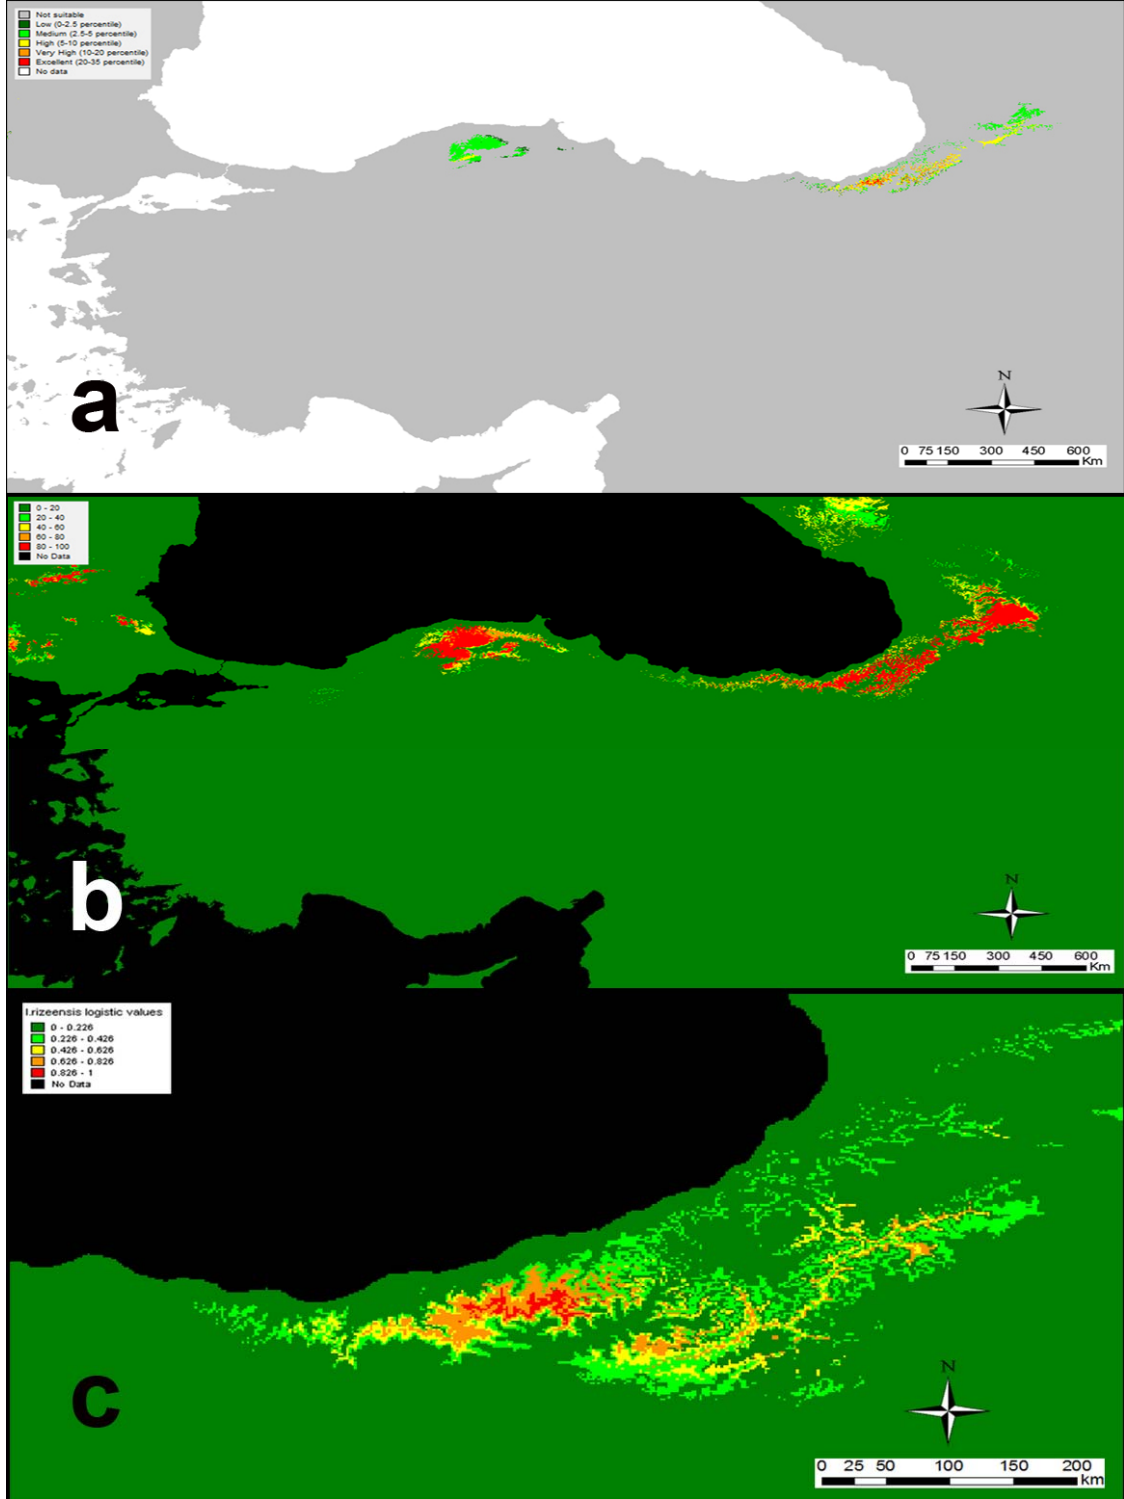 Not suitable
Low (0-2.5 percentile)
Medium (2.5-5 percentile)
High (5-10 percentile)
Very High (10-20 percentile)
Excellent (20-35 percentile)
No data
a
N
0 75 150 300 450 600
Km
0 - 20
20 - 40
40 - 60
60 - 80
80 - 100
No Data
b
N
0 75 150 300 450 600
Km
I.rizeensis logistic values
0 - 0.226
0.226 - 0.426
0.426 - 0.626
0.626 - 0.826
0.826 - 1
No Data
c
N
0 25 50 100 150 200
km